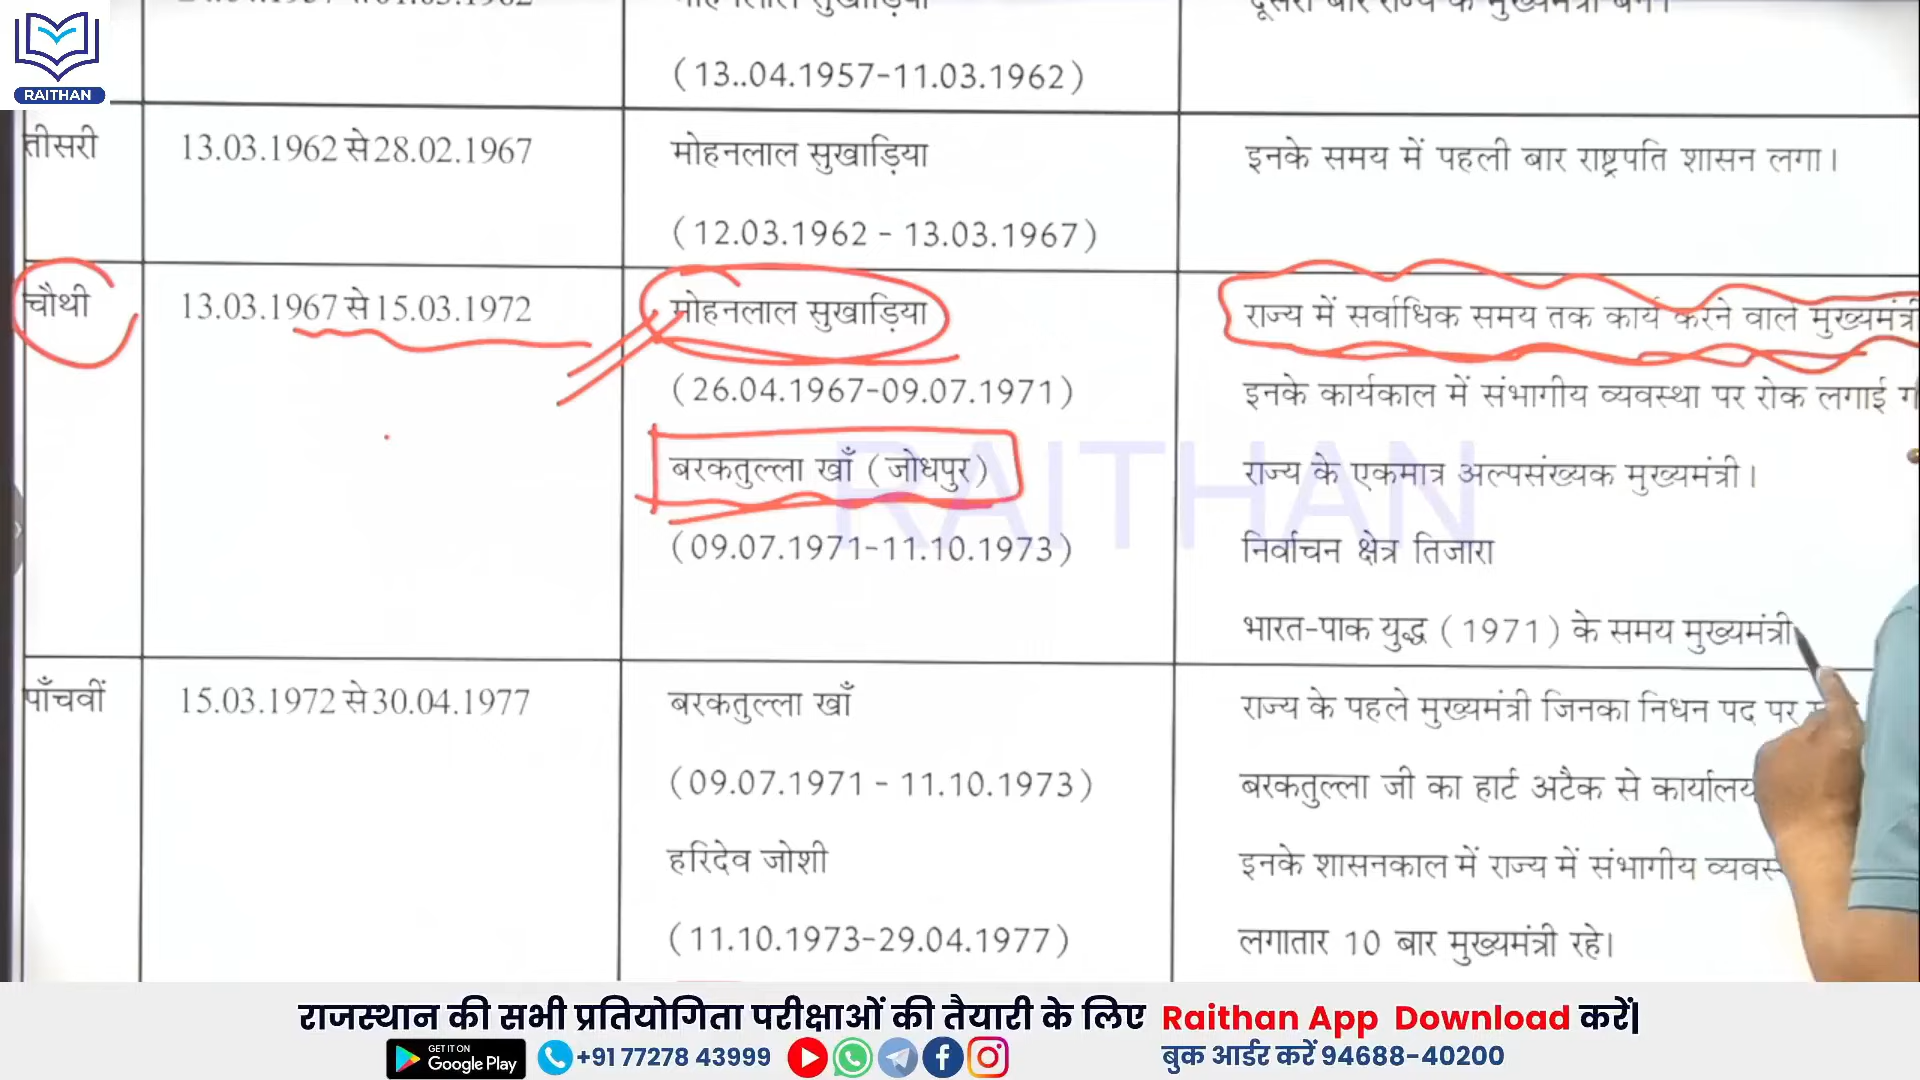 RAITHAN
(13..04.1957-11.03.1962)
तीसरी
13.03.1962 से 28.02.1967
मोहनलाल सुखाड़िया
इनके समय में पहली बार राष्ट्रपति शासन लगा।
(12.03.1962 - 13.03.1967)
चौथी
13.03.1967 से 15.03.1972
मोहनलाल सुखाड़िया
राज्य में सर्वाधिक समय तक कार्य करने वाले मुख्यमंत्री
(26.04.1967-09.07.1971)
इनके कार्यकाल में संभागीय व्यवस्था पर रोक लगाई
बरकतुल्ला खाँ (जोधपुर)
राज्य के एकमात्र अल्पसंख्यक मुख्यमंत्री।
RAITHAN
(09.07.1971-11.10.1973)
निर्वाचन क्षेत्र तिजारा
भारत-पाक युद्ध (1971) के समय मुख्यमंत्री
पाँचवीं
15.03.1972 से 30.04.1977
बरकतुल्ला खाँ
राज्य के पहले मुख्यमंत्री जिनका निधन पद पर
(09.07.1971 - 11.10.1973)
बरकतुल्ला जी का हार्ट अटैक से कार्यालय
हरिदेव जोशी
इनके शासनकाल में राज्य में संभागीय
(11.10.1973-29.04.1977)
लगातार 10 बार मुख्यमंत्री रहे।
राजस्थान की सभी प्रतियोगिता परीक्षाओं की तैयारी के लिए Raithan App Download करें|
GET IT ON
Google Play
+91 77278 43999
बुक आर्डर करें 94688-40200